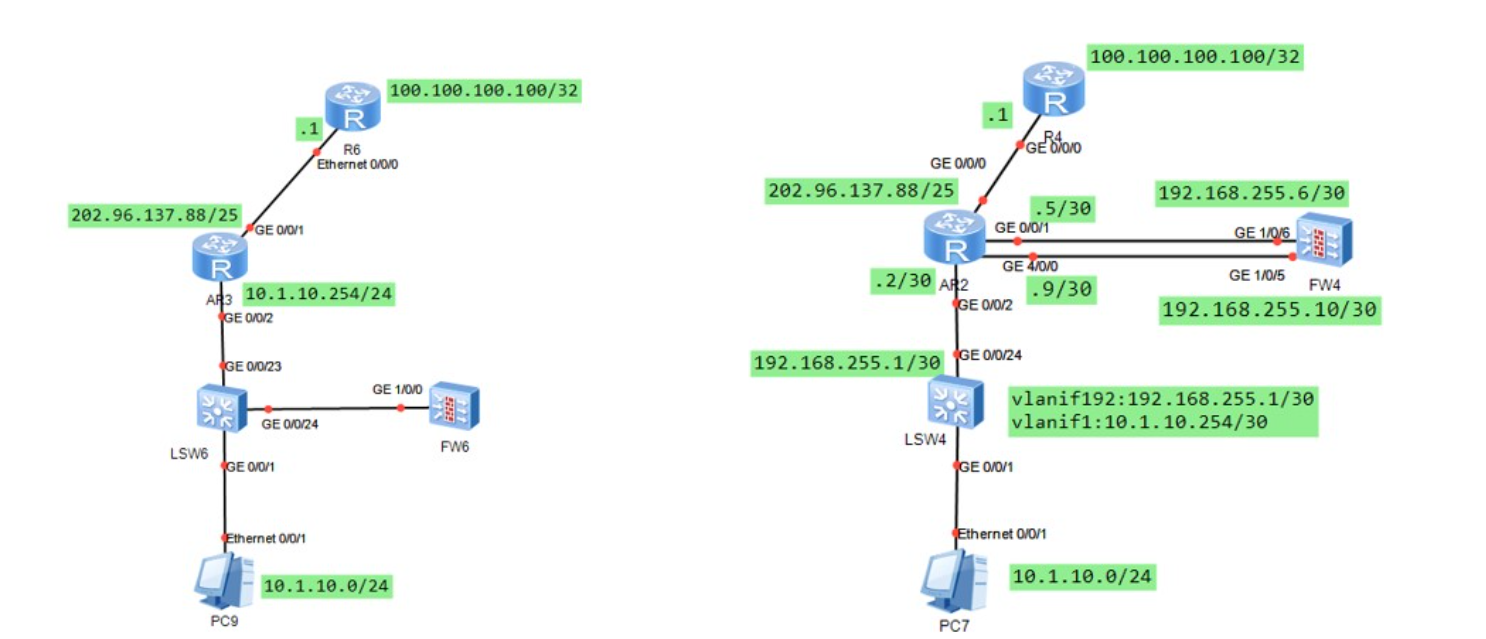 100.100.100.100/32
.1
R
R6
Ethernet 0/0/0
202.96.137.88/25
GE 0/0/1
R
AR3
10.1.10.254/24
GE 0/0/2
GE 0/0/23
GE 1/0/0
GE 0/0/24
LSW6
FW6
GE 0/0/1
Ethernet 0/0/1
10.1.10.0/24
PC9
100.100.100.100/32
R
.1
R4
GE 0/0/0
GE 0/0/0
202.96.137.88/25
192.168.255.6/30
.5/30
GE 0/0/1
GE 1/0/6
R
GE 4/0/0
GE 1/0/5
.2/30
AR2
.9/30
FW4
GE 0/0/2
192.168.255.10/30
GE 0/0/24
192.168.255.1/30
vlanif192:192.168.255.1/30
vlanif1:10.1.10.254/30
LSW4
GE 0/0/1
Ethernet 0/0/1
10.1.10.0/24
PC7